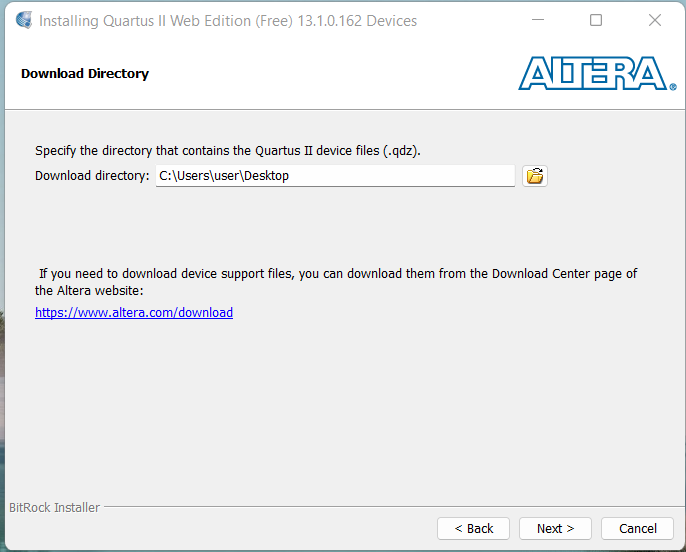 Installing Quartus II Web Edition (Free) 13.1.0.162 Devices
Download Directory
ALTERA®
Specify the directory that contains the Quartus II device files (.qdz).
Download directory: C:\Users\user\Desktop
If you need to download device support files, you can download them from the Download Center page of
the Altera website:
https://www.altera.com/download
BitRock Installer
< Back Next > Cancel